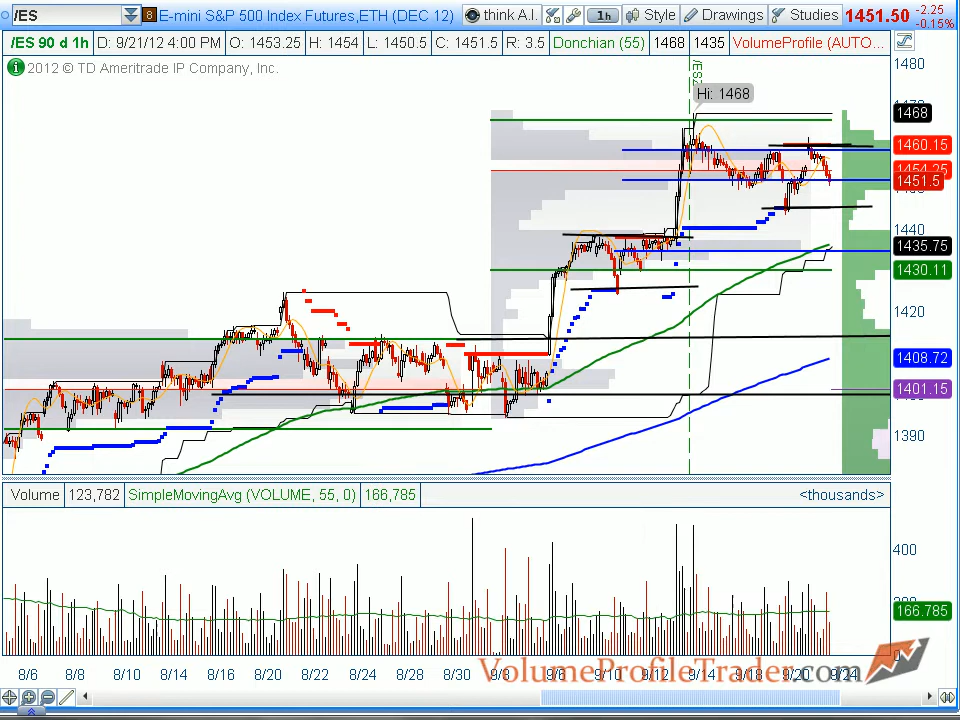 /ES 8 E-mini S&P 500 Index Futures,ETH (DEC 12) think A.I. 1h Style Drawings Studies 1451.50 -2.25 -0.15%
/ES 90 d 1h D: 9/21/12 4:00 PM O: 1453.25 H: 1454 L: 1450.5 C: 1451.5 R: 3.5 Donchian (55) 1468 1435 VolumeProfile (AUTO...
2012 © TD Ameritrade IP Company, Inc.
1480
Hi: 1468
1468
1460.15
1451.5
1440
1435.75
1430.11
1420
1408.72
1401.15
1390
Volume 123,782 SimpleMovingAvg (VOLUME, 55, 0) 166,785 <thousands>
400
166.785
0
8/6 8/8 8/10 8/14 8/16 8/20 8/22 8/24 8/28 8/30 9/3 9/6 9/10 9/12 9/14 9/18 9/20 9/24
VolumeProfileTrader.com